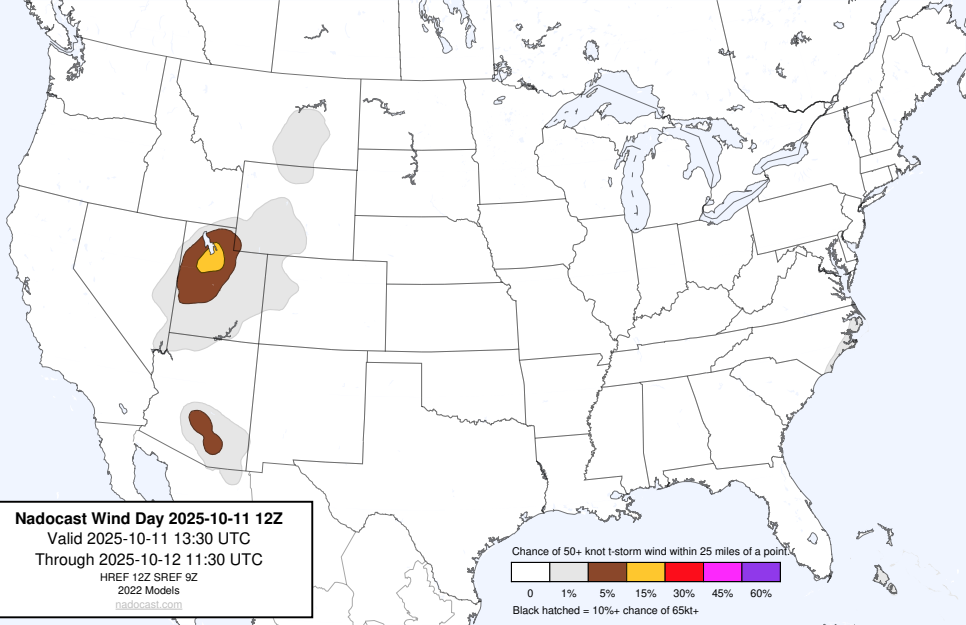 Nadocast Wind Day 2025-10-11 12Z
Valid 2025-10-11 13:30 UTC
Through 2025-10-12 11:30 UTC
HREF 12Z SREF 9Z
2022 Models
nadocast.com
Chance of 50+ knot t-storm wind within 25 miles of a point.
0 1% 5% 15% 30% 45% 60%
Black hatched = 10%+ chance of 65kt+